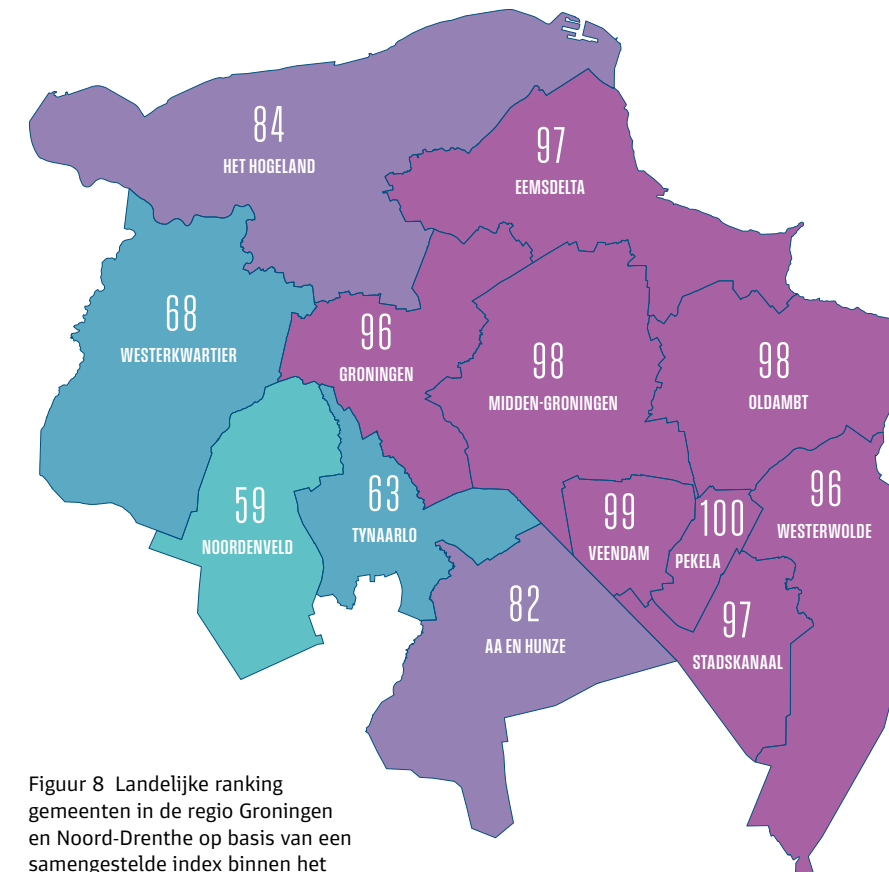 84
HET HOGELAND
97
EEMSDELTA
68
WESTERKWARTIER
96
GRONINGEN
98
MIDDEN-GRONINGEN
98
OLDAMBT
59
NOORDENVELD
63
TYNAARLO
99
VEENDAM
100
PEKELA
96
WESTERWOLDE
82
AA EN HUNZE
97
STADSKANAAL
Figuur 8 Landelijke ranking
gemeenten in de regio Groningen
en Noord-Drenthe op basis van een
samengestelde index binnen het